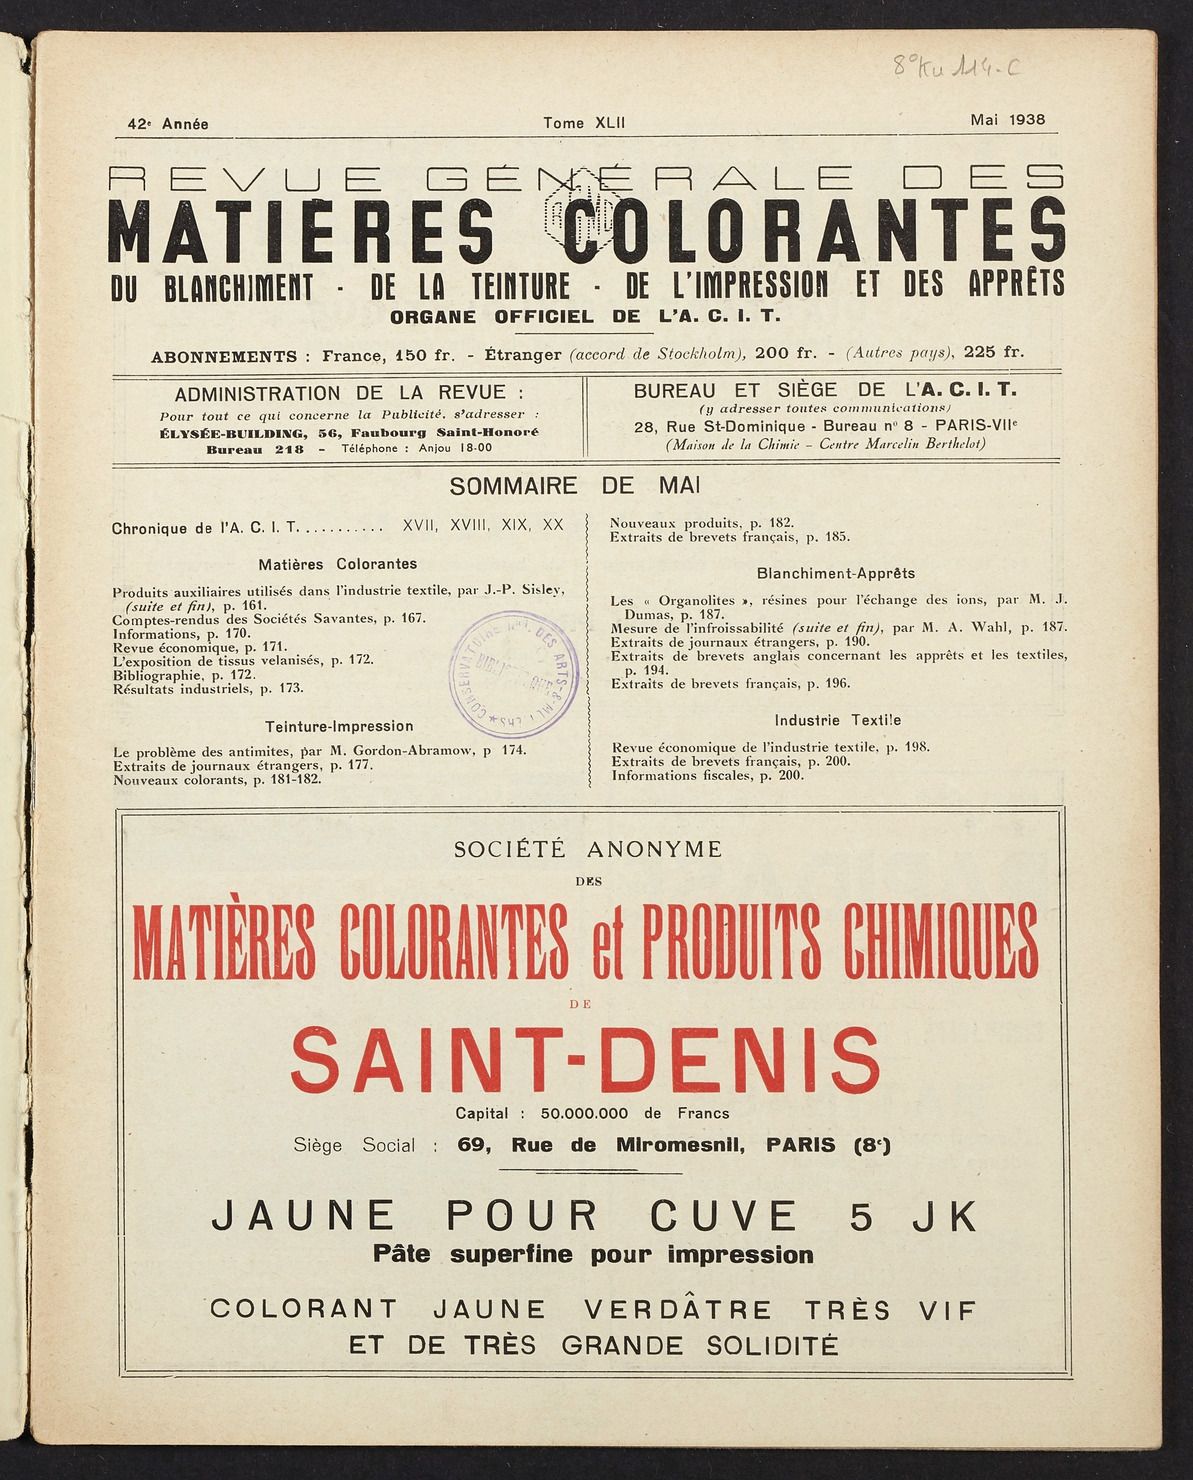 8° Ku 114-C
42e Année Tome XLII Mai 1938
REVUE GÉNÉRALE DES
MATIÈRES COLORANTES
DU BLANCHIMENT - DE LA TEINTURE - DE L'IMPRESSION ET DES APPRÊTS
ORGANE OFFICIEL DE L'A. C. I. T.
ABONNEMENTS : France, 150 fr. - Étranger (accord de Stockholm), 200 fr. - (Autres pays), 225 fr.
ADMINISTRATION DE LA REVUE :
Pour tout ce qui concerne la Publicité, s'adresser :
ÉLYSÉE-BUILDING, 56, Faubourg Saint-Honoré
Bureau 218 - Téléphone : Anjou 18-00
BUREAU ET SIÈGE DE L'A. C. I. T.
(y adresser toutes communications)
28, Rue St-Dominique - Bureau n° 8 - PARIS-VIIe
(Maison de la Chimie - Centre Marcelin Berthelot)
SOMMAIRE DE MAI
Chronique de l'A. C. I. T.......... XVII, XVIII, XIX, XX
Matières Colorantes
Produits auxiliaires utilisés dans l'industrie textile, par J.-P. Sisley,
(suite et fin), p. 161.
Comptes-rendus des Sociétés Savantes, p. 167.
Informations, p. 170.
Revue économique, p. 171.
L'exposition de tissus velanisés, p. 172.
Bibliographie, p. 172.
Résultats industriels, p. 173.
Teinture-Impression
Le problème des antimites, par M. Gordon-Abramow, p 174.
Extraits de journaux étrangers, p. 177.
Nouveaux colorants, p. 181-182.
Nouveaux produits, p. 182.
Extraits de brevets français, p. 185.
Blanchiment-Apprêts
Les « Organolites », résines pour l'échange des ions, par M. J.
Dumas, p. 187.
Mesure de l'infroissabilité (suite et fin), par M. A. Wahl, p. 187.
Extraits de journaux étrangers, p. 190.
Extraits de brevets anglais concernant les apprêts et les textiles,
p. 194.
Extraits de brevets français, p. 196.
Industrie Textile
Revue économique de l'industrie textile, p. 198.
Extraits de brevets français, p. 200.
Informations fiscales, p. 200.
CONSERVATOIRE DES ARTS
SOCIÉTÉ ANONYME
DES
MATIÈRES COLORANTES et PRODUITS CHIMIQUES
DE
SAINT-DENIS
Capital : 50.000.000 de Francs
Siège Social : 69, Rue de Miromesnil, PARIS (8e)
JAUNE POUR CUVE 5 JK
Pâte superfine pour impression
COLORANT JAUNE VERDÂTRE TRÈS VIF
ET DE TRÈS GRANDE SOLIDITÉ